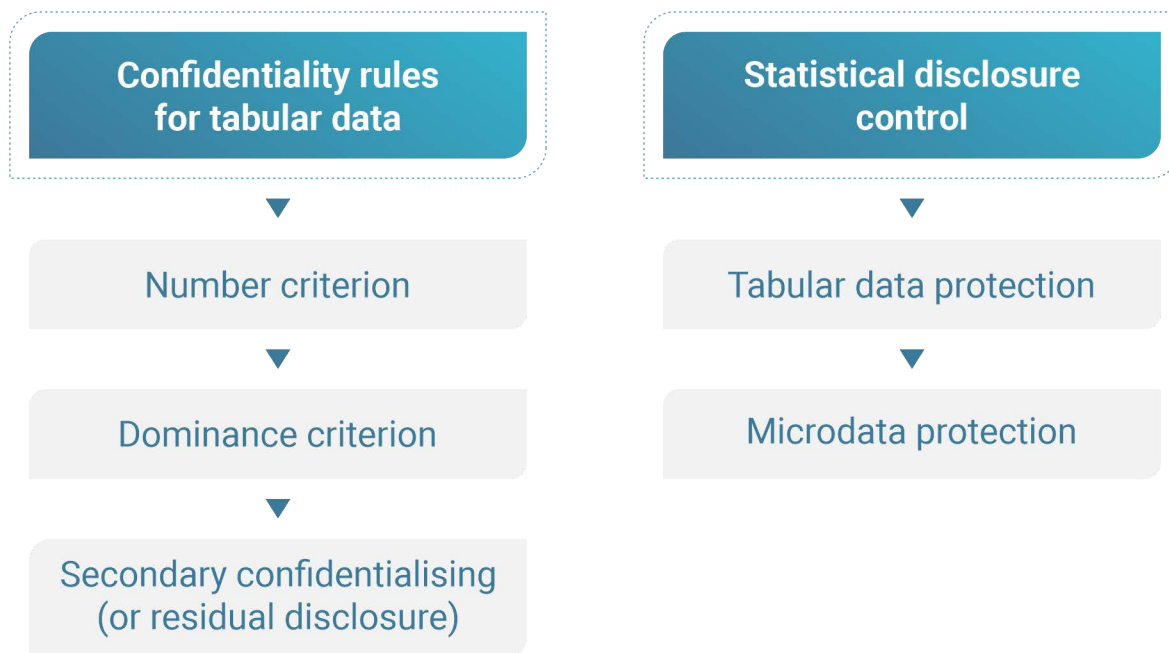 Confidentiality rules
for tabular data
Number criterion
Dominance criterion
Secondary confidentialising
(or residual disclosure)
Statistical disclosure
control
Tabular data protection
Microdata protection